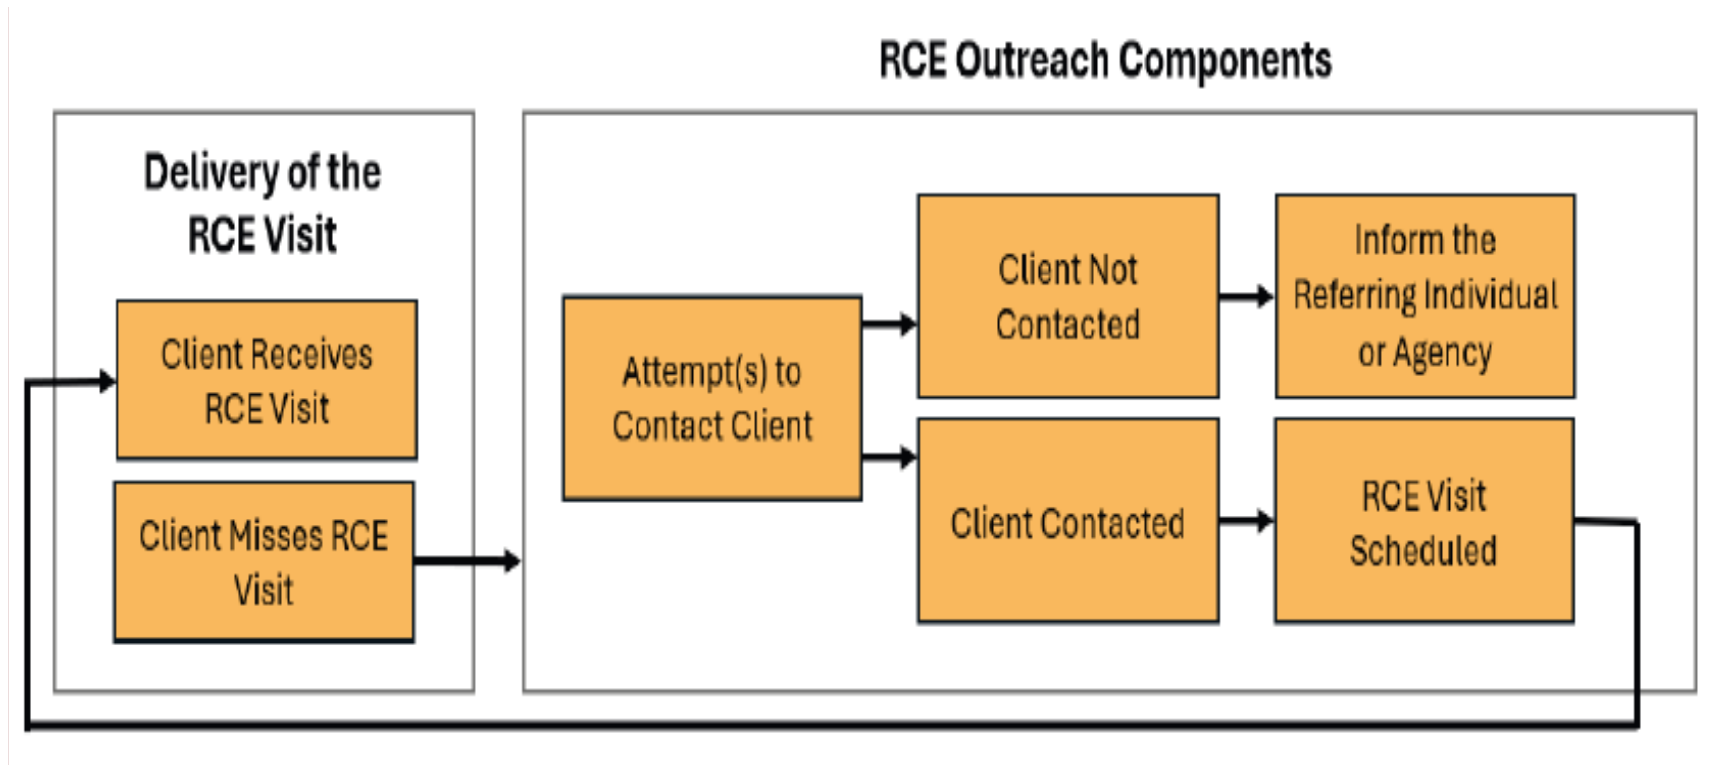 RCE Outreach Components
Delivery of the
RCE Visit
Client Receives
RCE Visit
Client Misses RCE
Visit
Attempt(s) to
Contact Client
Client Not
Contacted
Inform the
Referring Individual
or Agency
Client Contacted
RCE Visit
Scheduled